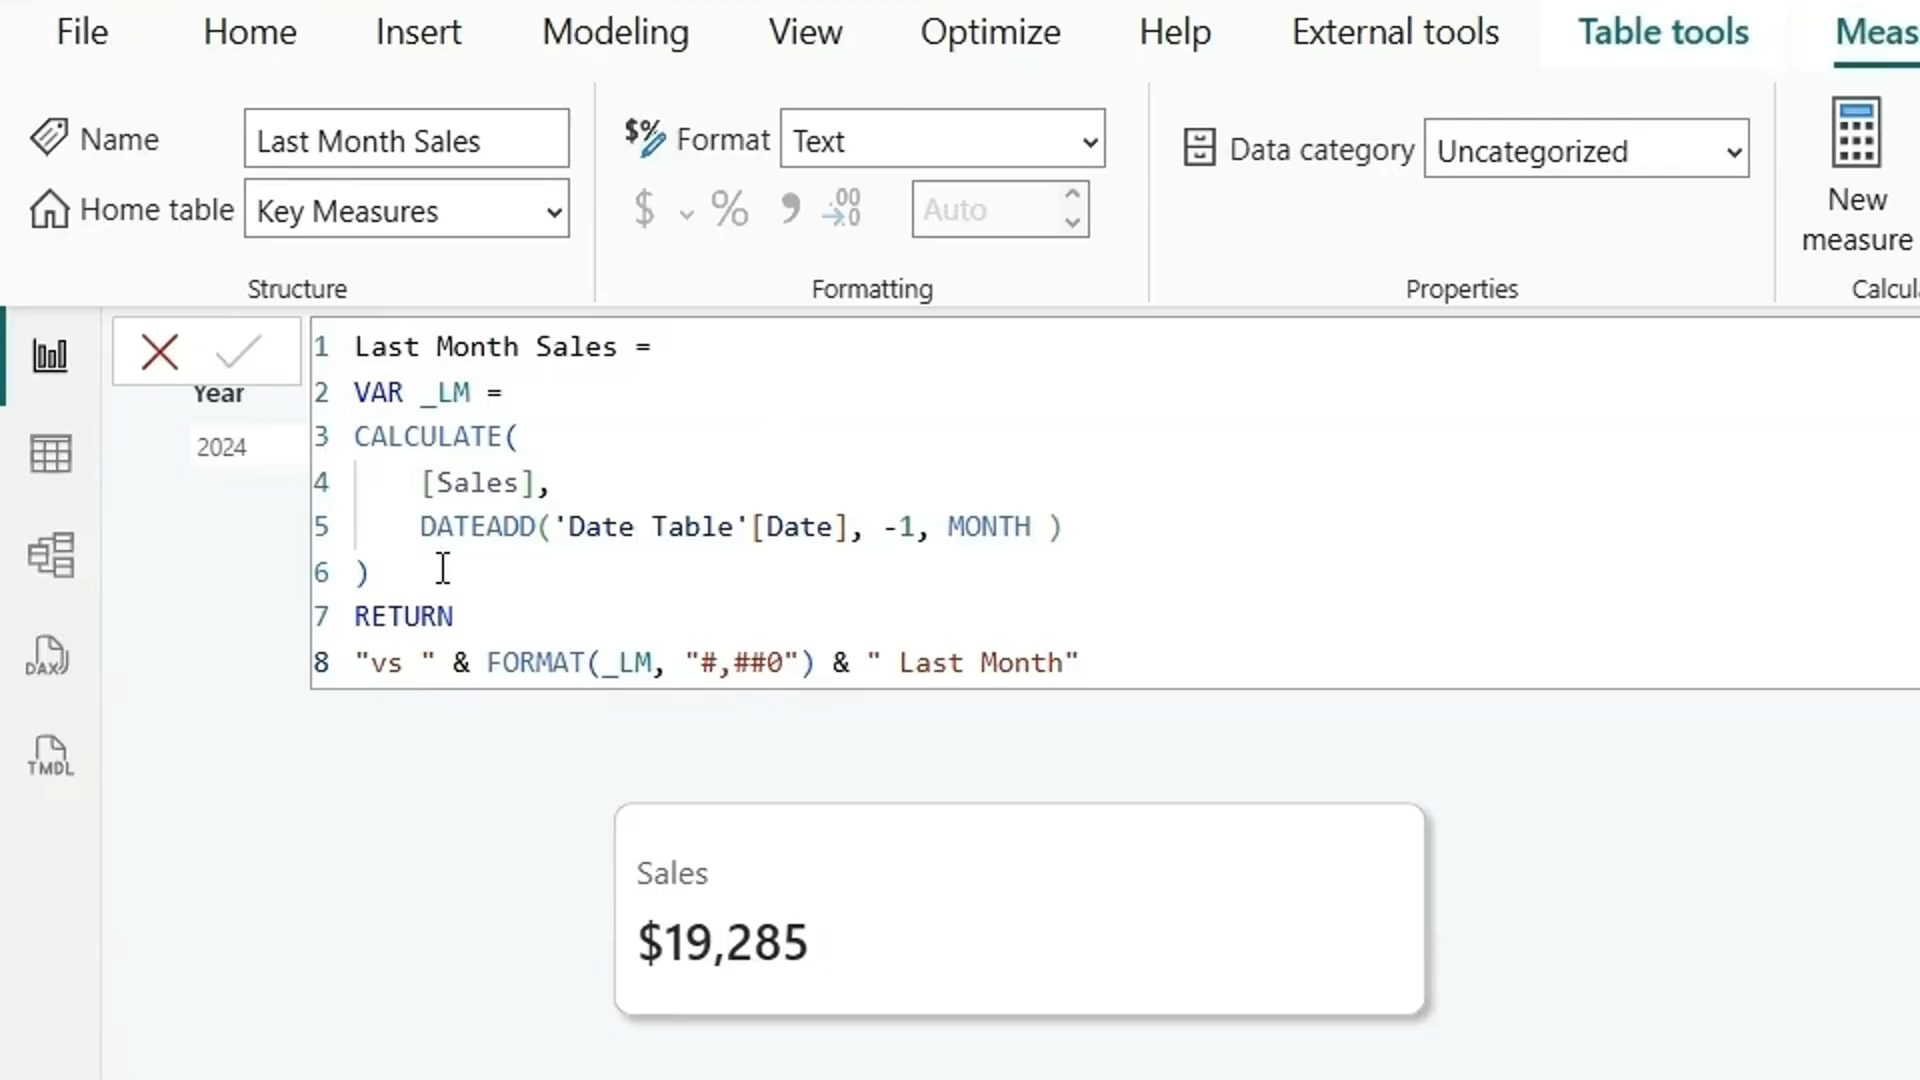 File Home Insert Modeling View Optimize Help External tools Table tools Meas
Name Last Month Sales $% Format Text Data category Uncategorized
Home table Key Measures $ % , .00 →.0 Auto New measure
Structure Formatting Properties Calcul
1 Last Month Sales =
2 VAR _LM =
3 CALCULATE(
4 [Sales],
5 DATEADD('Date Table'[Date], -1, MONTH )
6 )
7 RETURN
8 "vs " & FORMAT(_LM, "#,##0") & " Last Month"
Year
2024
DAX
TMDL
Sales
$19,285